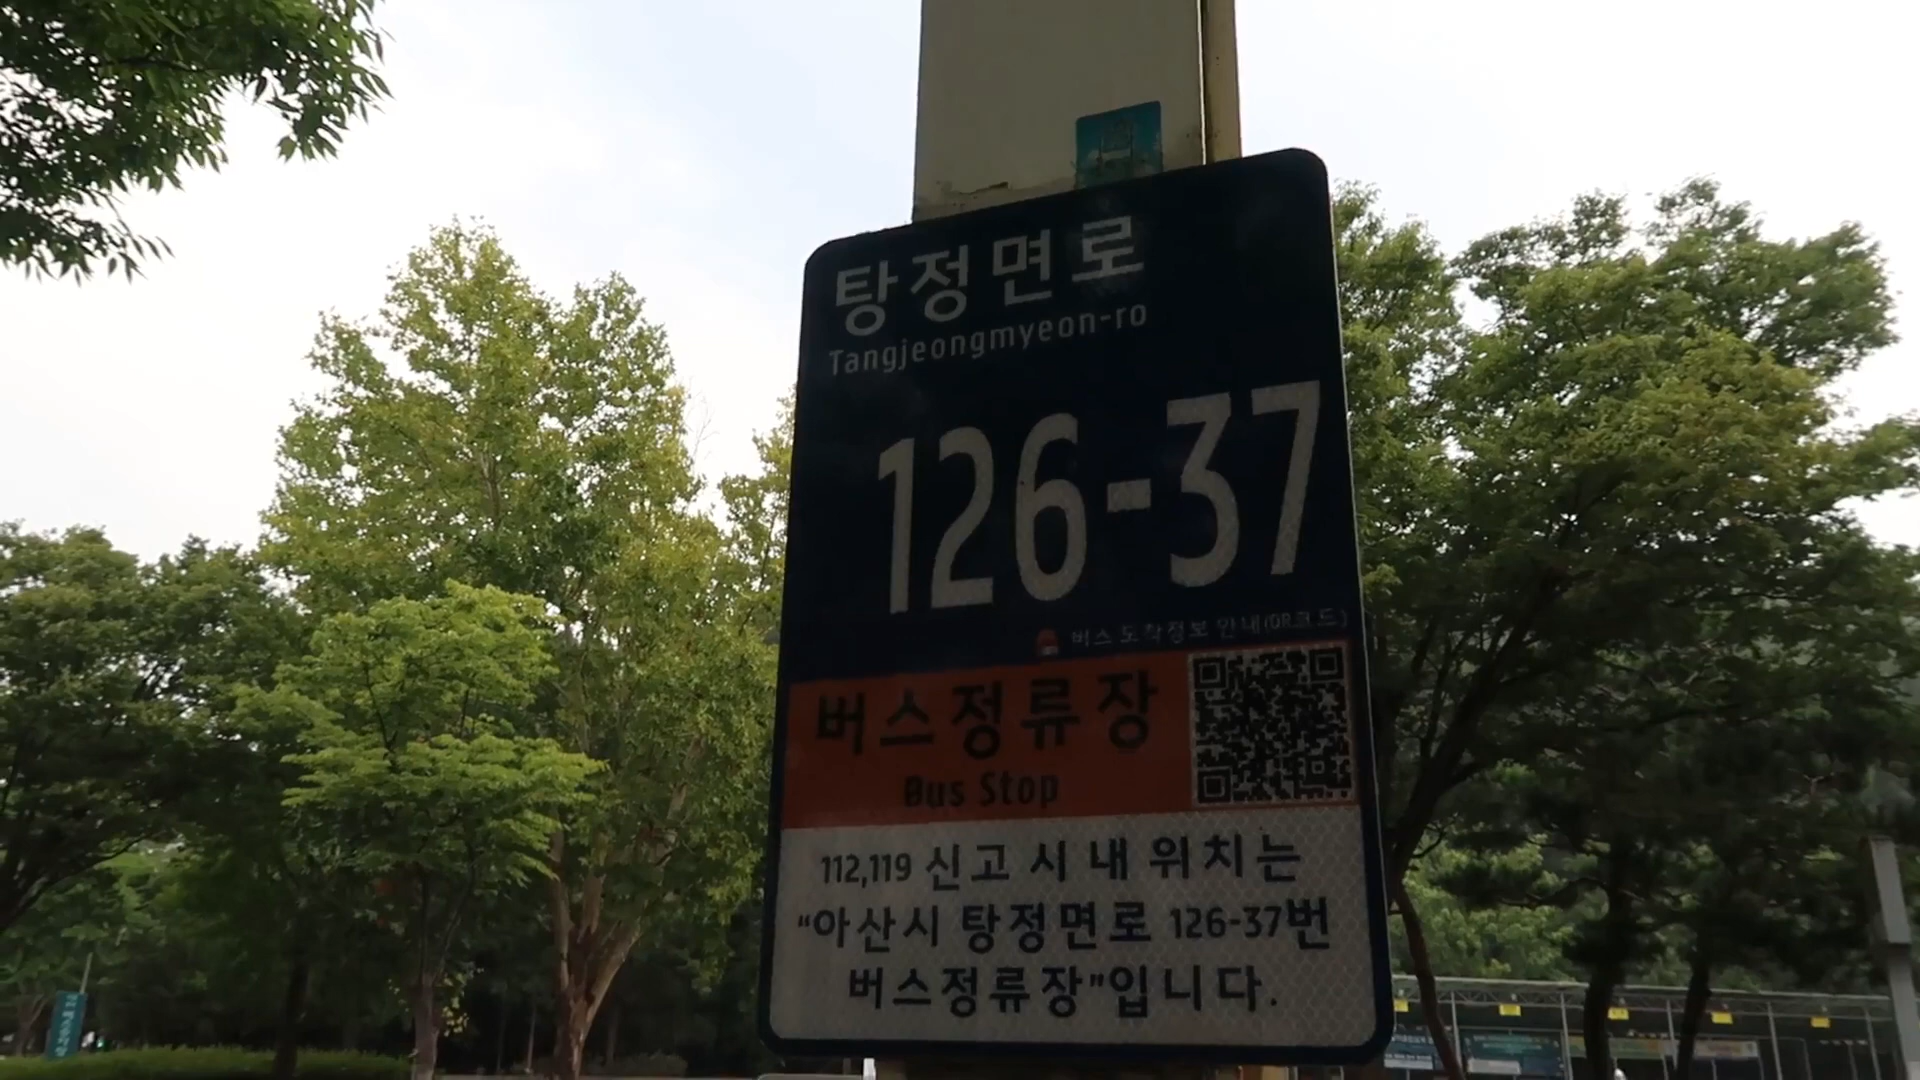 탕정면로
Tangjeongmyeon-ro
126-37
버스도착정보 안내(QR코드)
버스정류장
Bus Stop
112,119 신고 시 내 위치는
“아산시 탕정면로 126-37번
버스정류장”입니다.